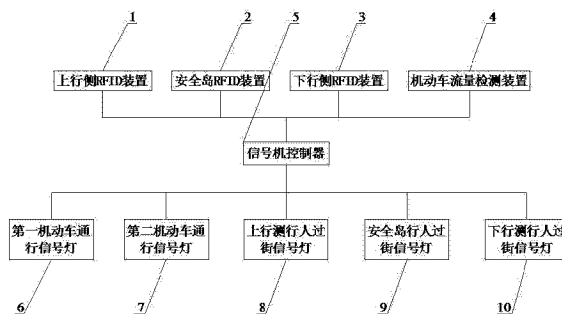 1 2 5 3 4
上行侧RFID装置 安全岛RFID装置 下行侧RFID装置 机动车流量检测装置
信号机控制器
第一机动车通
行信号灯
第二机动车通
行信号灯
上行测行人过
街信号灯
安全岛行人过
街信号灯
下行测行人过
街信号灯
6 7 8 9 10